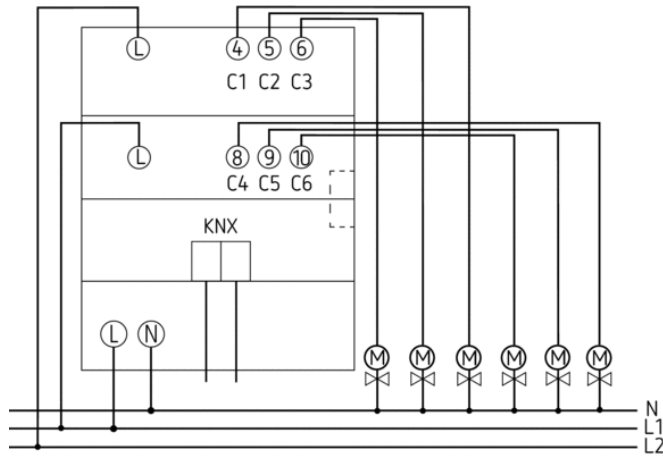 L 4 5 6
C1 C2 C3
L 8 9 10
C4 C5 C6
KNX
L N
M M M M M M
N
L1
L2